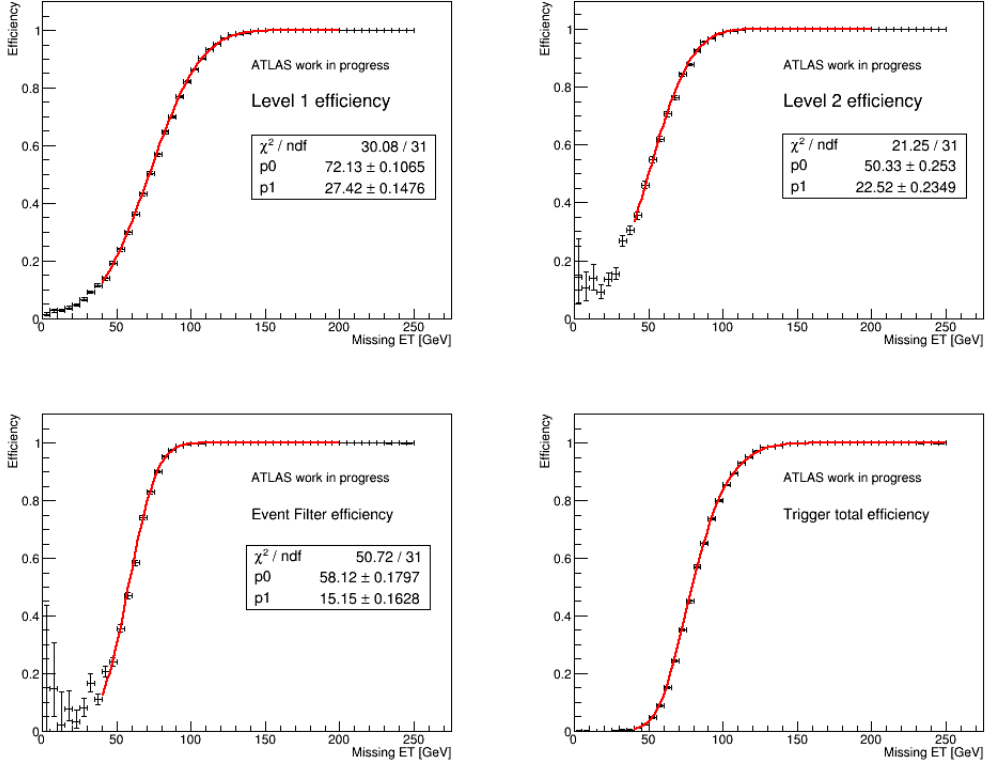 Efficiency
1
0.8
0.6
0.4
0.2
0
ATLAS work in progress
Level 1 efficiency
χ² / ndf 30.08 / 31
p0 72.13 ± 0.1065
p1 27.42 ± 0.1476
0 50 100 150 200 250
Missing ET [GeV]
Efficiency
1
0.8
0.6
0.4
0.2
0
ATLAS work in progress
Level 2 efficiency
χ² / ndf 21.25 / 31
p0 50.33 ± 0.253
p1 22.52 ± 0.2349
0 50 100 150 200 250
Missing ET [GeV]
Efficiency
1
0.8
0.6
0.4
0.2
0
ATLAS work in progress
Event Filter efficiency
χ² / ndf 50.72 / 31
p0 58.12 ± 0.1797
p1 15.15 ± 0.1628
0 50 100 150 200 250
Missing ET [GeV]
Efficiency
1
0.8
0.6
0.4
0.2
0
ATLAS work in progress
Trigger total efficiency
0 50 100 150 200 250
Missing ET [GeV]